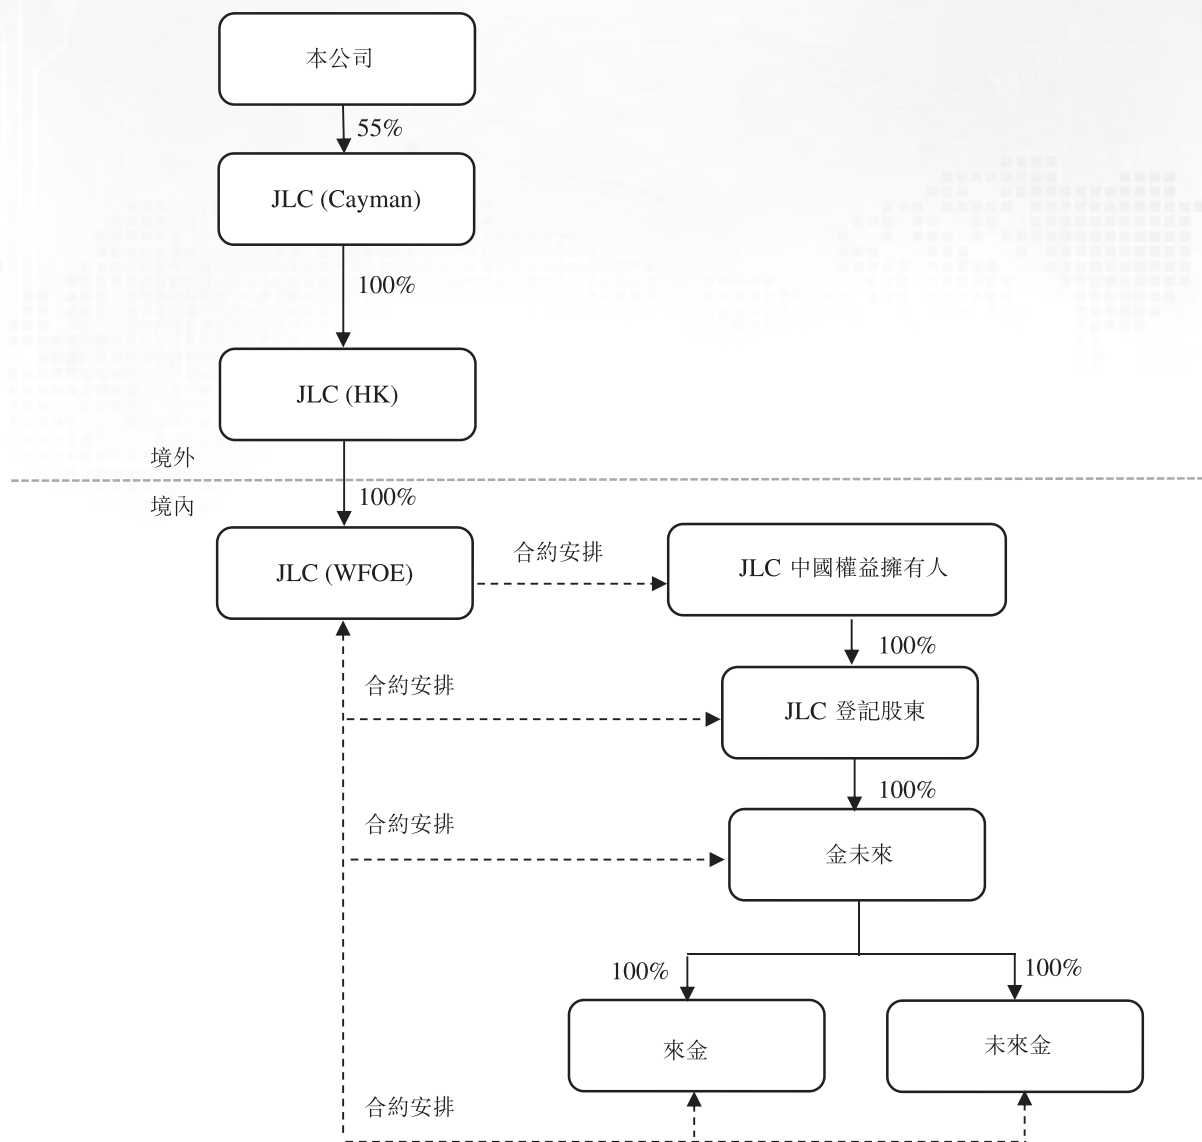 本公司
55%
JLC (Cayman)
100%
JLC (HK)
境外
境內
100%
JLC (WFOE)
合約安排
JLC 中國權益擁有人
100%
合約安排
JLC 登記股東
100%
合約安排
金未來
100%
100%
來金
未來金
合約安排